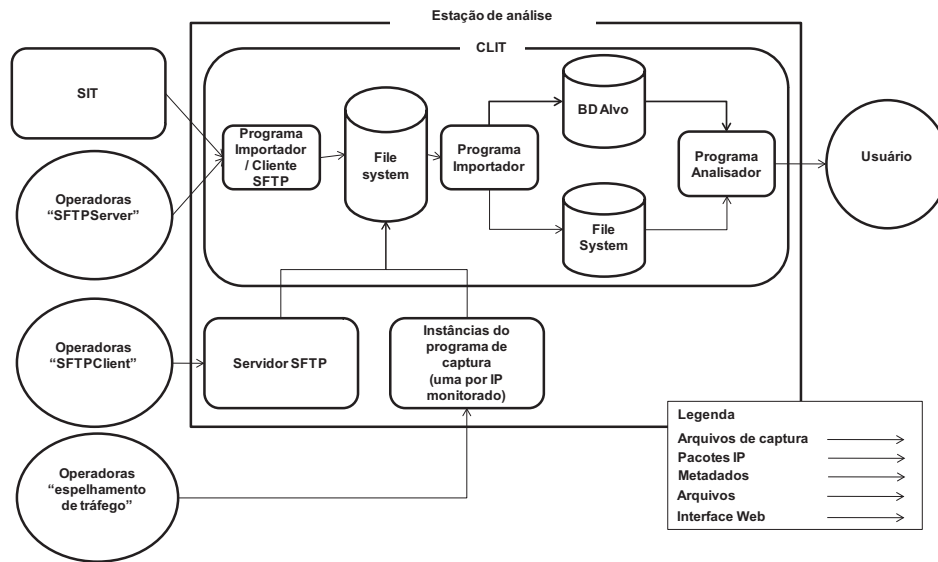 Estação de análise
CLIT
SIT
Programa
Importador
/ Cliente
SFTP
File
system
Programa
Importador
BD Alvo
File
System
Programa
Analisador
Usuário
Operadoras
“SFTPServer”
Operadoras
“SFTPClient”
Servidor SFTP
Instâncias do
programa de
captura
(uma por IP
monitorado)
Operadoras
“espelhamento
de tráfego”
Legenda
Arquivos de captura
Pacotes IP
Metadados
Arquivos
Interface Web